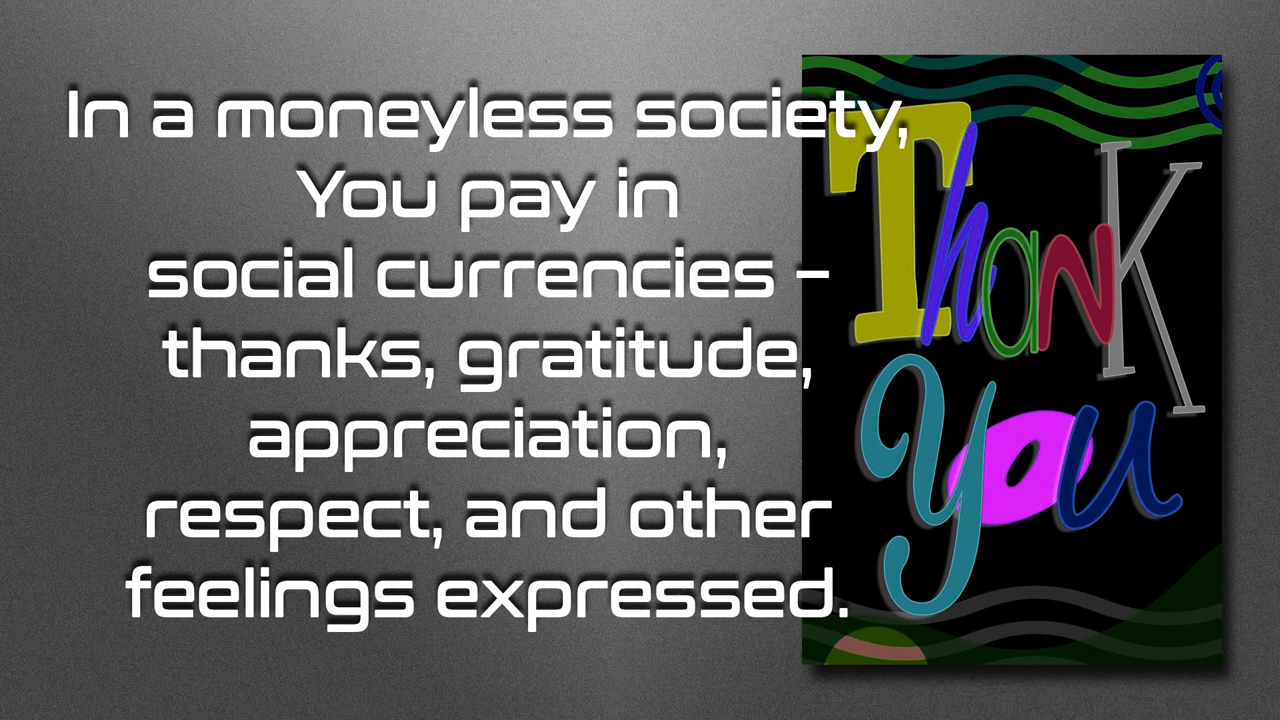 In a moneyless society,
You pay in
social currencies –
thanks, gratitude,
appreciation,
respect, and other
feelings expressed.
Thank
You